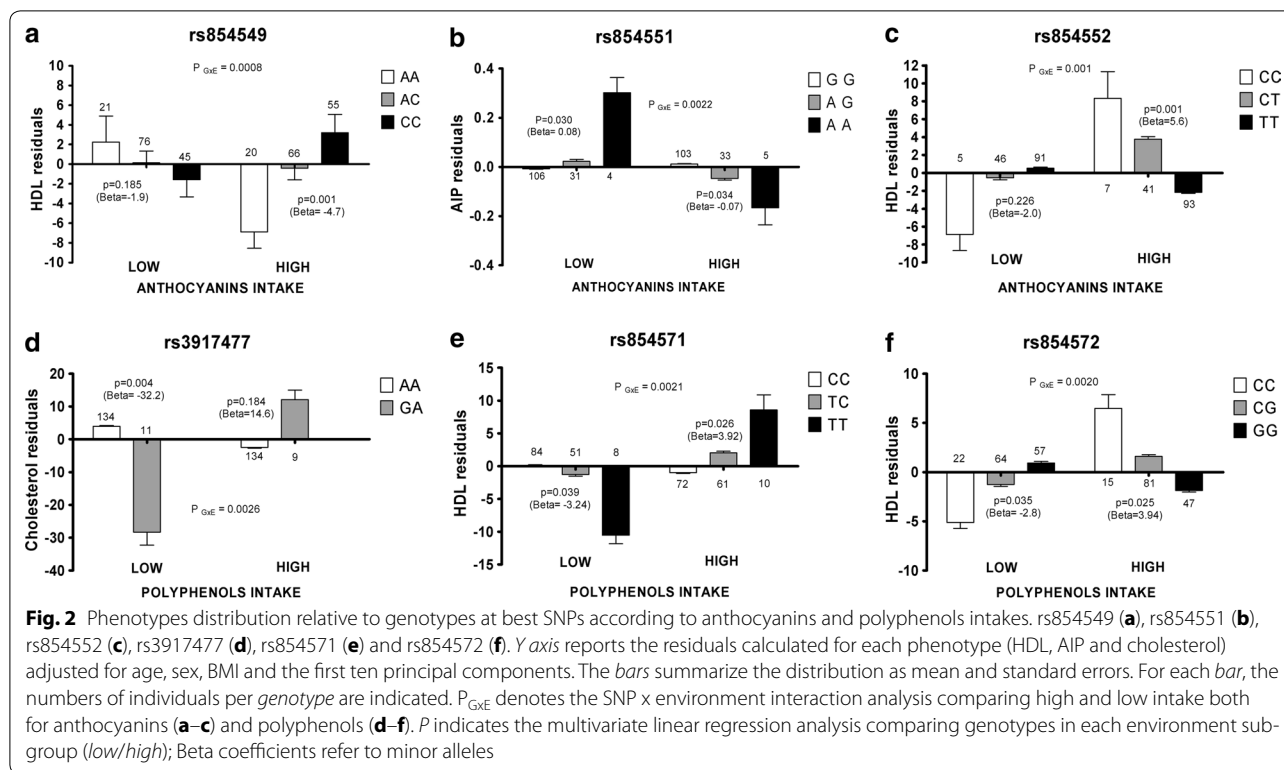 a
rs854549
P GxE = 0.0008
AA
AC
CC
HDL residuals
10
8
6
4
2
0
-2
-4
-6
-8
-10
21
76
45
20
66
55
p=0.185
(Beta=-1.9)
p=0.001
(Beta= -4.7)
LOW
HIGH
ANTHOCYANINS INTAKE
b
rs854551
P GxE = 0.0022
G G
A G
A A
AIP residuals
0.4
0.2
0.0
-0.2
-0.4
P=0.030
(Beta= 0.08)
106
31
4
103
33
5
P=0.034
(Beta= -0.07)
LOW
HIGH
ANTHOCYANINS INTAKE
c
rs854552
P GxE = 0.001
CC
CT
TT
HDL residuals
12
10
8
6
4
2
0
-2
-4
-6
-8
-10
p=0.001
(Beta=5.6)
5
46
91
7
41
93
p=0.226
(Beta=-2.0)
LOW
HIGH
ANTHOCYANINS INTAKE
d
rs3917477
AA
GA
Cholesterol residuals
20
10
0
-10
-20
-30
-40
p=0.004
(Beta= -32.2)
p=0.184
(Beta=14.6)
134
11
134
9
P GxE = 0.0026
LOW
HIGH
POLYPHENOLS INTAKE
e
rs854571
P GxE = 0.0021
CC
TC
TT
HDL residuals
15
10
5
0
-5
-10
-15
p=0.026
(Beta=3.92)
84
51
8
72
61
10
p=0.039
(Beta= -3.24)
LOW
HIGH
POLYPHENOLS INTAKE
f
rs854572
P GxE = 0.0020
CC
CG
GG
HDL residuals
10
5
0
-5
-10
22
64
57
15
81
47
p=0.035
(Beta= -2.8)
p=0.025
(Beta=3.94)
LOW
HIGH
POLYPHENOLS INTAKE
Fig. 2 Phenotypes distribution relative to genotypes at best SNPs according to anthocyanins and polyphenols intakes. rs854549 (a), rs854551 (b),
rs854552 (c), rs3917477 (d), rs854571 (e) and rs854572 (f). Y axis reports the residuals calculated for each phenotype (HDL, AIP and cholesterol)
adjusted for age, sex, BMI and the first ten principal components. The bars summarize the distribution as mean and standard errors. For each bar, the
numbers of individuals per genotype are indicated. PGxE denotes the SNP x environment interaction analysis comparing high and low intake both
for anthocyanins (a–c) and polyphenols (d–f). P indicates the multivariate linear regression analysis comparing genotypes in each environment sub-
group (low/high); Beta coefficients refer to minor alleles